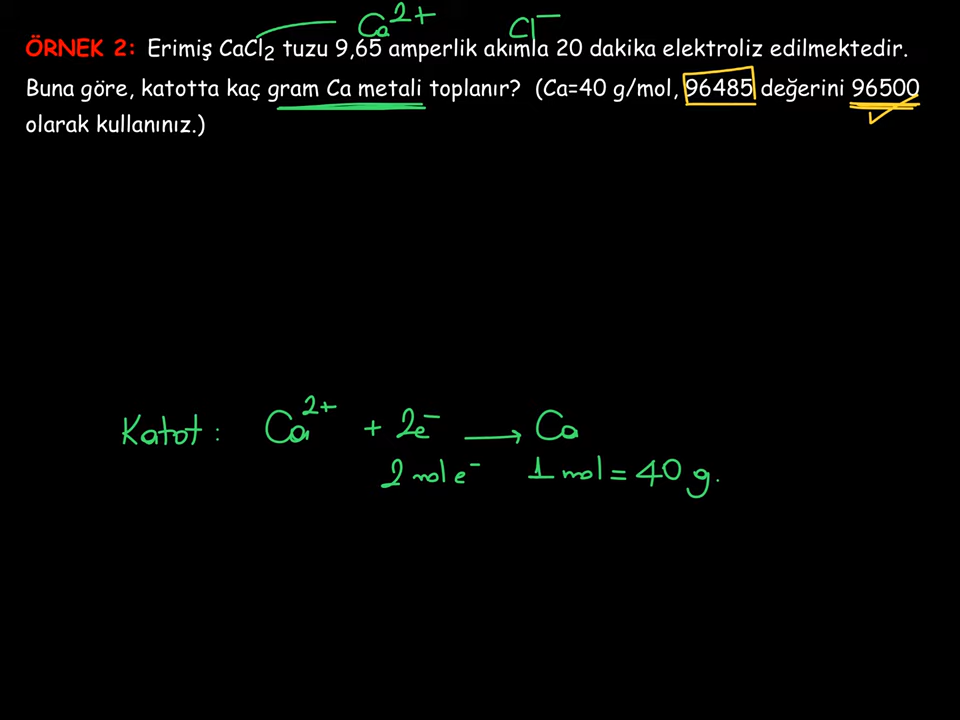 Ca2+ Cl−
ÖRNEK 2: Erimiş CaCl2 tuzu 9,65 amperlik akımla 20 dakika elektroliz edilmektedir.
Buna göre, katotta kaç gram Ca metali toplanır? (Ca=40 g/mol, 96485 değerini 96500
olarak kullanınız.)
Katot: Ca2+ + 2e− → Ca
2 mol e− 1 mol = 40 g.